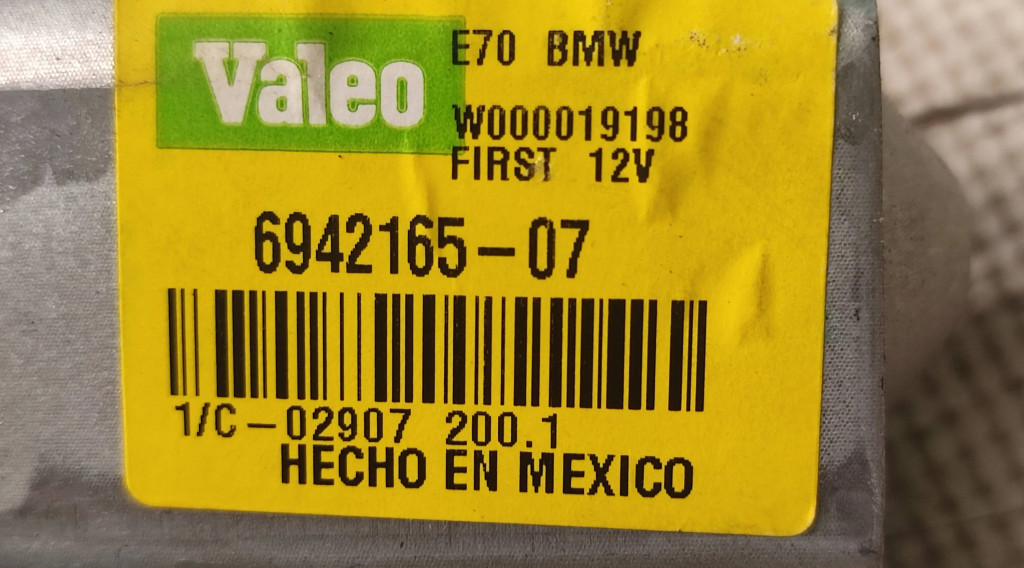 Valeo
E70 BMW
W000019198
FIRST 12V
6942165-07
1/C-02907 200.1
HECHO EN MEXICO